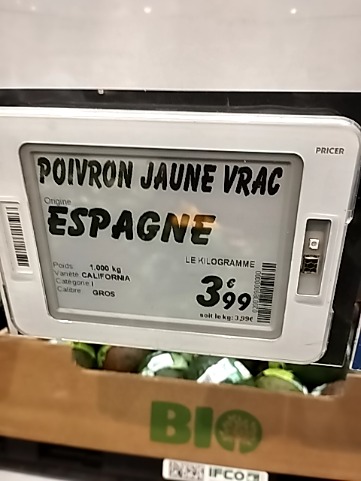 PRICER
POIVRON JAUNE VRAC
Origine
ESPAGNE
LE KILOGRAMME
Poids 1.000 kg
Variété CALIFORNIA
Catégorie I
Calibre GROS
3€99
soit le kg: 3,99€
BIO
IFCO